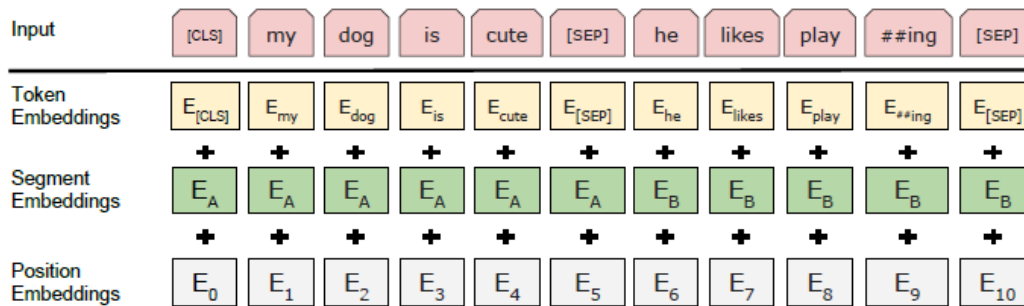 Input [CLS] my dog is cute [SEP] he likes play ##ing [SEP]
Token
Embeddings E[CLS] Emy Edog Eis Ecute E[SEP] Ehe Elikes Eplay E##ing E[SEP]
+ + + + + + + + + + +
Segment
Embeddings EA EA EA EA EA EA EB EB EB EB EB
+ + + + + + + + + + +
Position
Embeddings E0 E1 E2 E3 E4 E5 E6 E7 E8 E9 E10